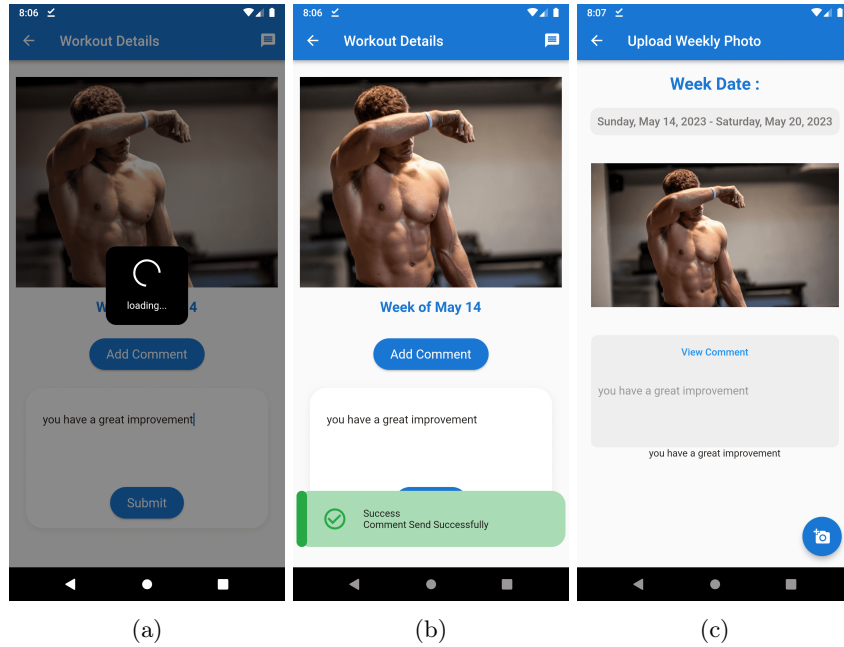 8:06
Workout Details
loading...
W 4
Add Comment
you have a great improvement
Submit
(a)
8:06
Workout Details
Week of May 14
Add Comment
you have a great improvement
Success
Comment Send Successfully
(b)
8:07
Upload Weekly Photo
Week Date :
Sunday, May 14, 2023 - Saturday, May 20, 2023
View Comment
you have a great improvement
you have a great improvement
(c)